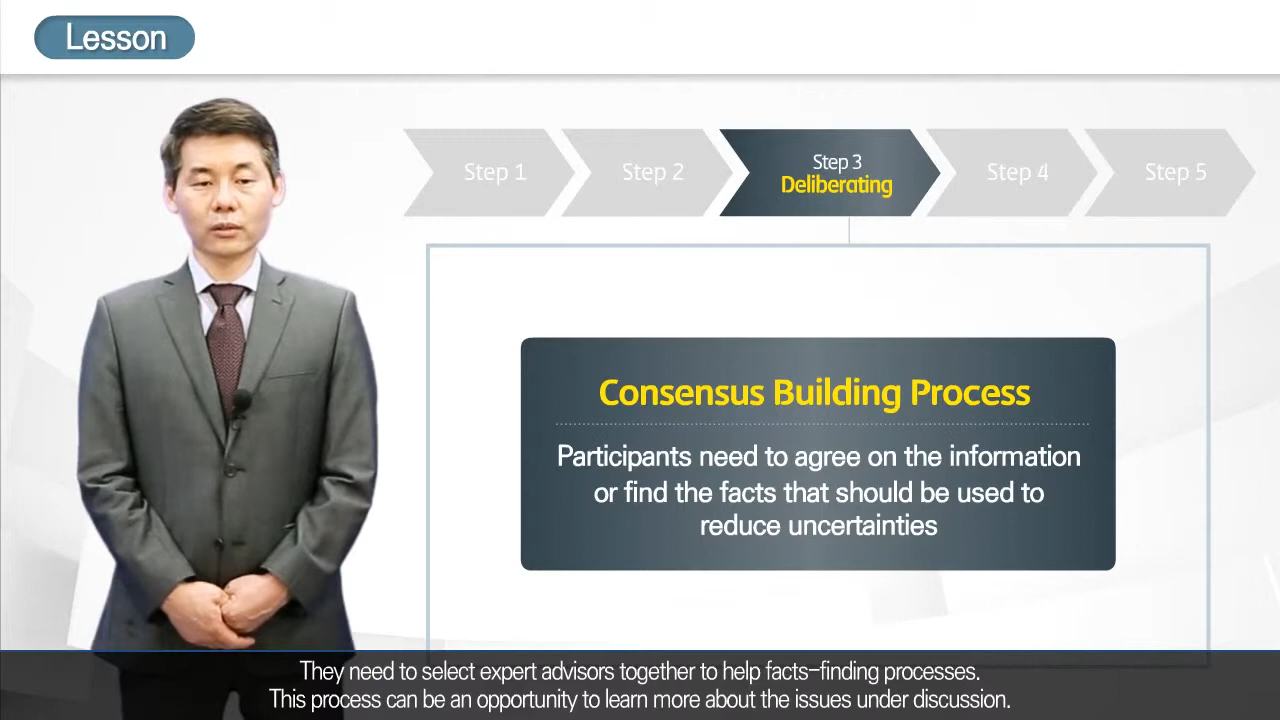 Lesson
Step 1
Step 2
Step 3
Deliberating
Step 4
Step 5
Consensus Building Process
Participants need to agree on the information
or find the facts that should be used to
reduce uncertainties
They need to select expert advisors together to help facts-finding processes.
This process can be an opportunity to learn more about the issues under discussion.